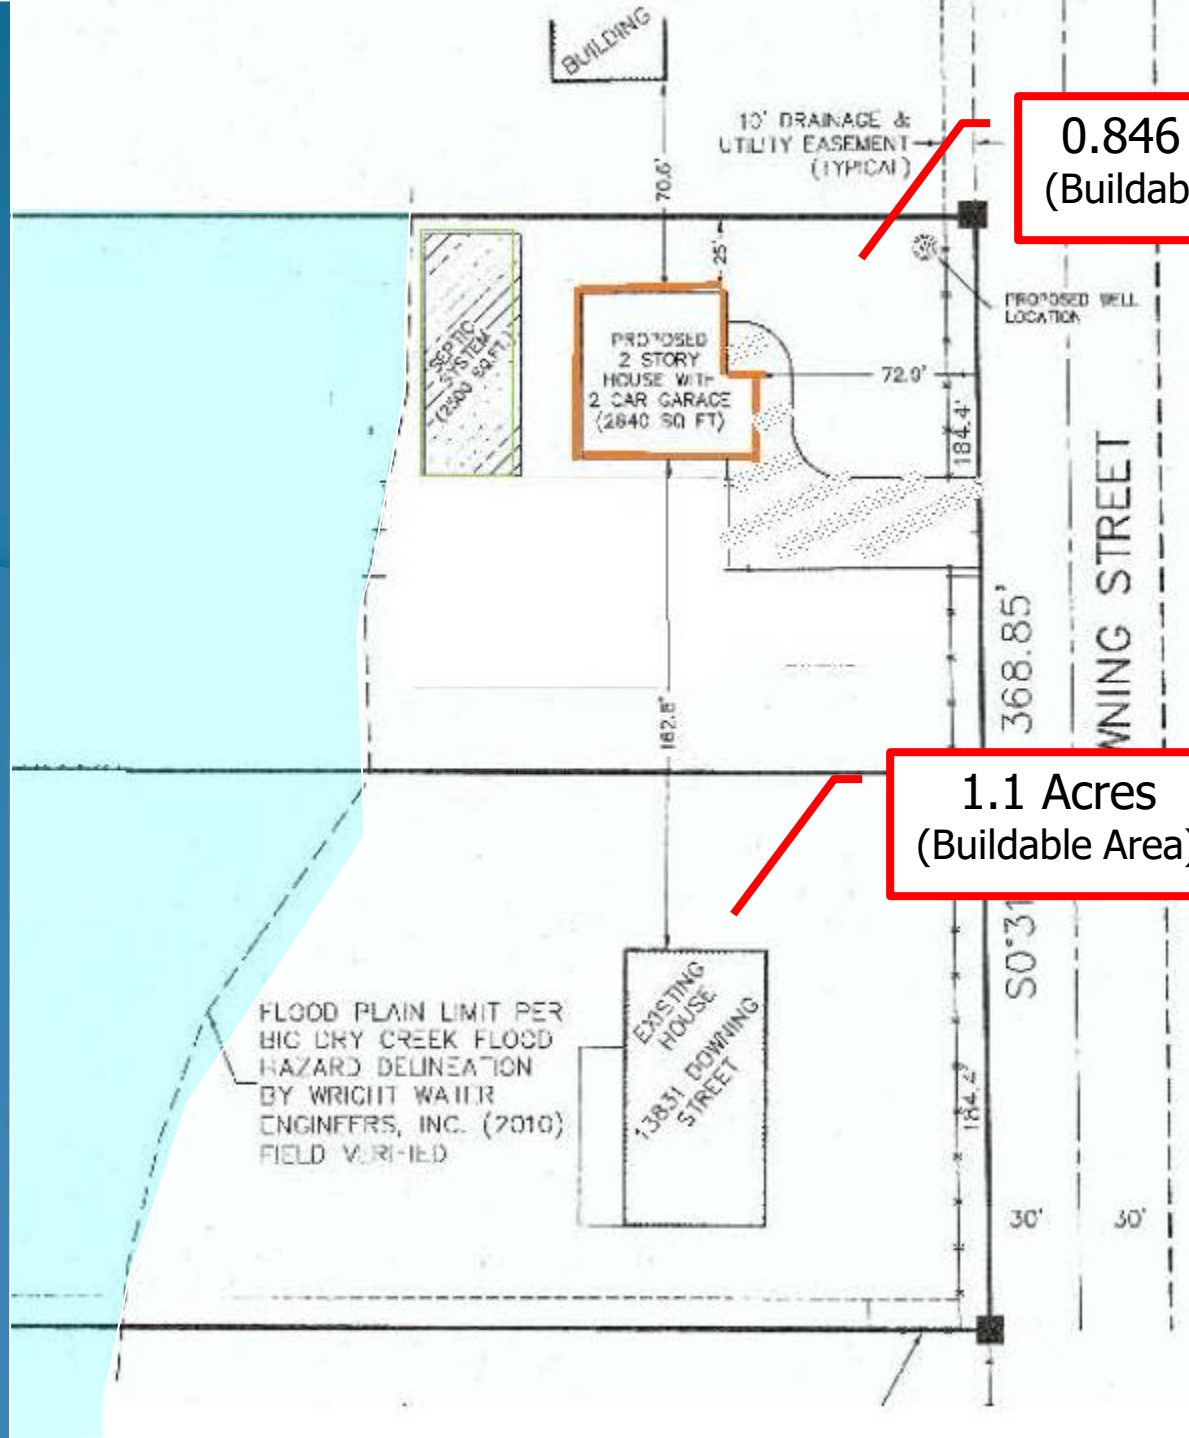 BUILDING
10' DRAINAGE &
UTILITY EASEMENT
(TYPICAL)
0.846
(Buildab
70.6'
25'
PROPOSED WELL
LOCATION
SEPTIC
SYSTEM
(2500 SQ.FT.)
PROPOSED
2 STORY
HOUSE WITH
2 CAR GARAGE
(2840 SQ FT)
72.9'
184.4'
WNING STREET
368.85'
162.8'
1.1 Acres
(Buildable Area)
S0°31
FLOOD PLAIN LIMIT PER
BIG DRY CREEK FLOOD
HAZARD DELINEATION
BY WRIGHT WATER
ENGINEERS, INC. (2010)
FIELD VERIFIED
EXISTING
HOUSE
13831 DOWNING
STREET
184.4'
30'
30'